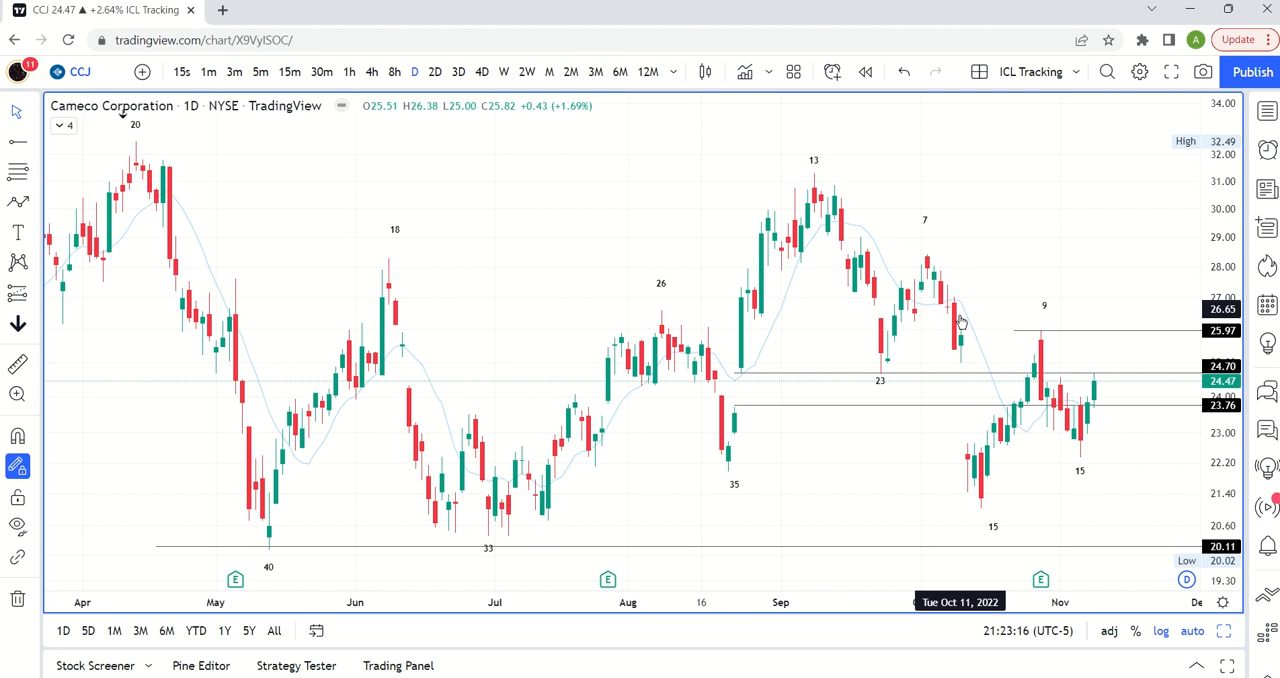 CCJ 24.47 ▲ +2.64% ICL Tracking
tradingview.com/chart/X9VyISOC/
A
Update
11
CCJ
15s 1m 3m 5m 15m 30m 1h 4h 8h D 2D 3D 4D W 2W M 2M 3M 6M 12M
ICL Tracking
Publish
Cameco Corporation · 1D · NYSE · TradingView
O25.51 H26.38 L25.00 C25.82 +0.43 (+1.69%)
4
20
18
26
13
7
9
23
35
15
15
33
40
34.00
High 32.49
32.00
31.00
30.00
29.00
28.00
27.00
26.65
25.97
24.70
24.47
24.00
23.76
23.00
22.20
21.40
20.60
20.11
Low 20.02
19.30
E
E
E
D
Apr May Jun Jul Aug 16 Sep Tue Oct 11, 2022 Nov De
1D 5D 1M 3M 6M YTD 1Y 5Y All
21:23:16 (UTC-5)
adj % log auto
Stock Screener Pine Editor Strategy Tester Trading Panel